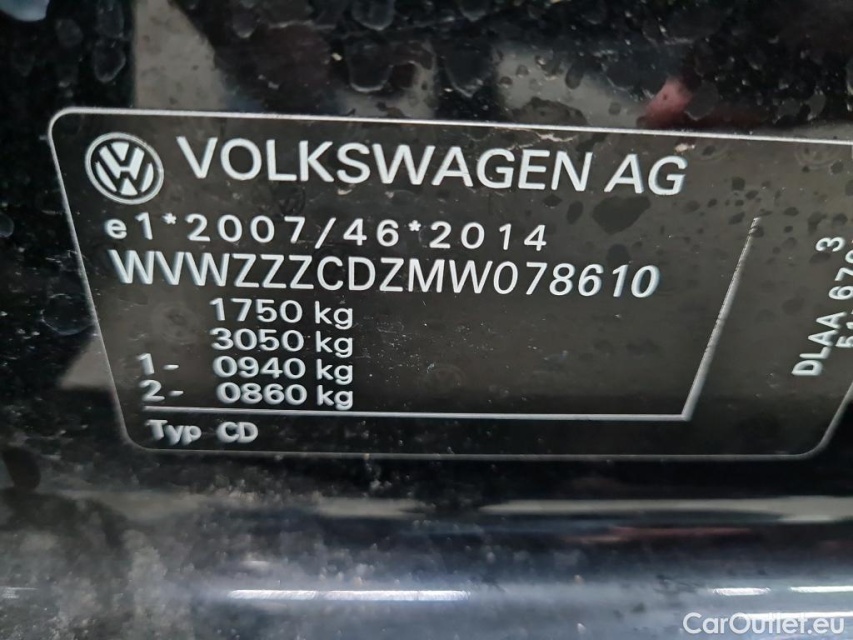 VOLKSWAGEN AG
e1*2007/46*2014
WVWZZZCDZMW078610
1750 kg
3050 kg
1- 0940 kg
2- 0860 kg
Typ CD
3
DLAA
CarOutlet.eu